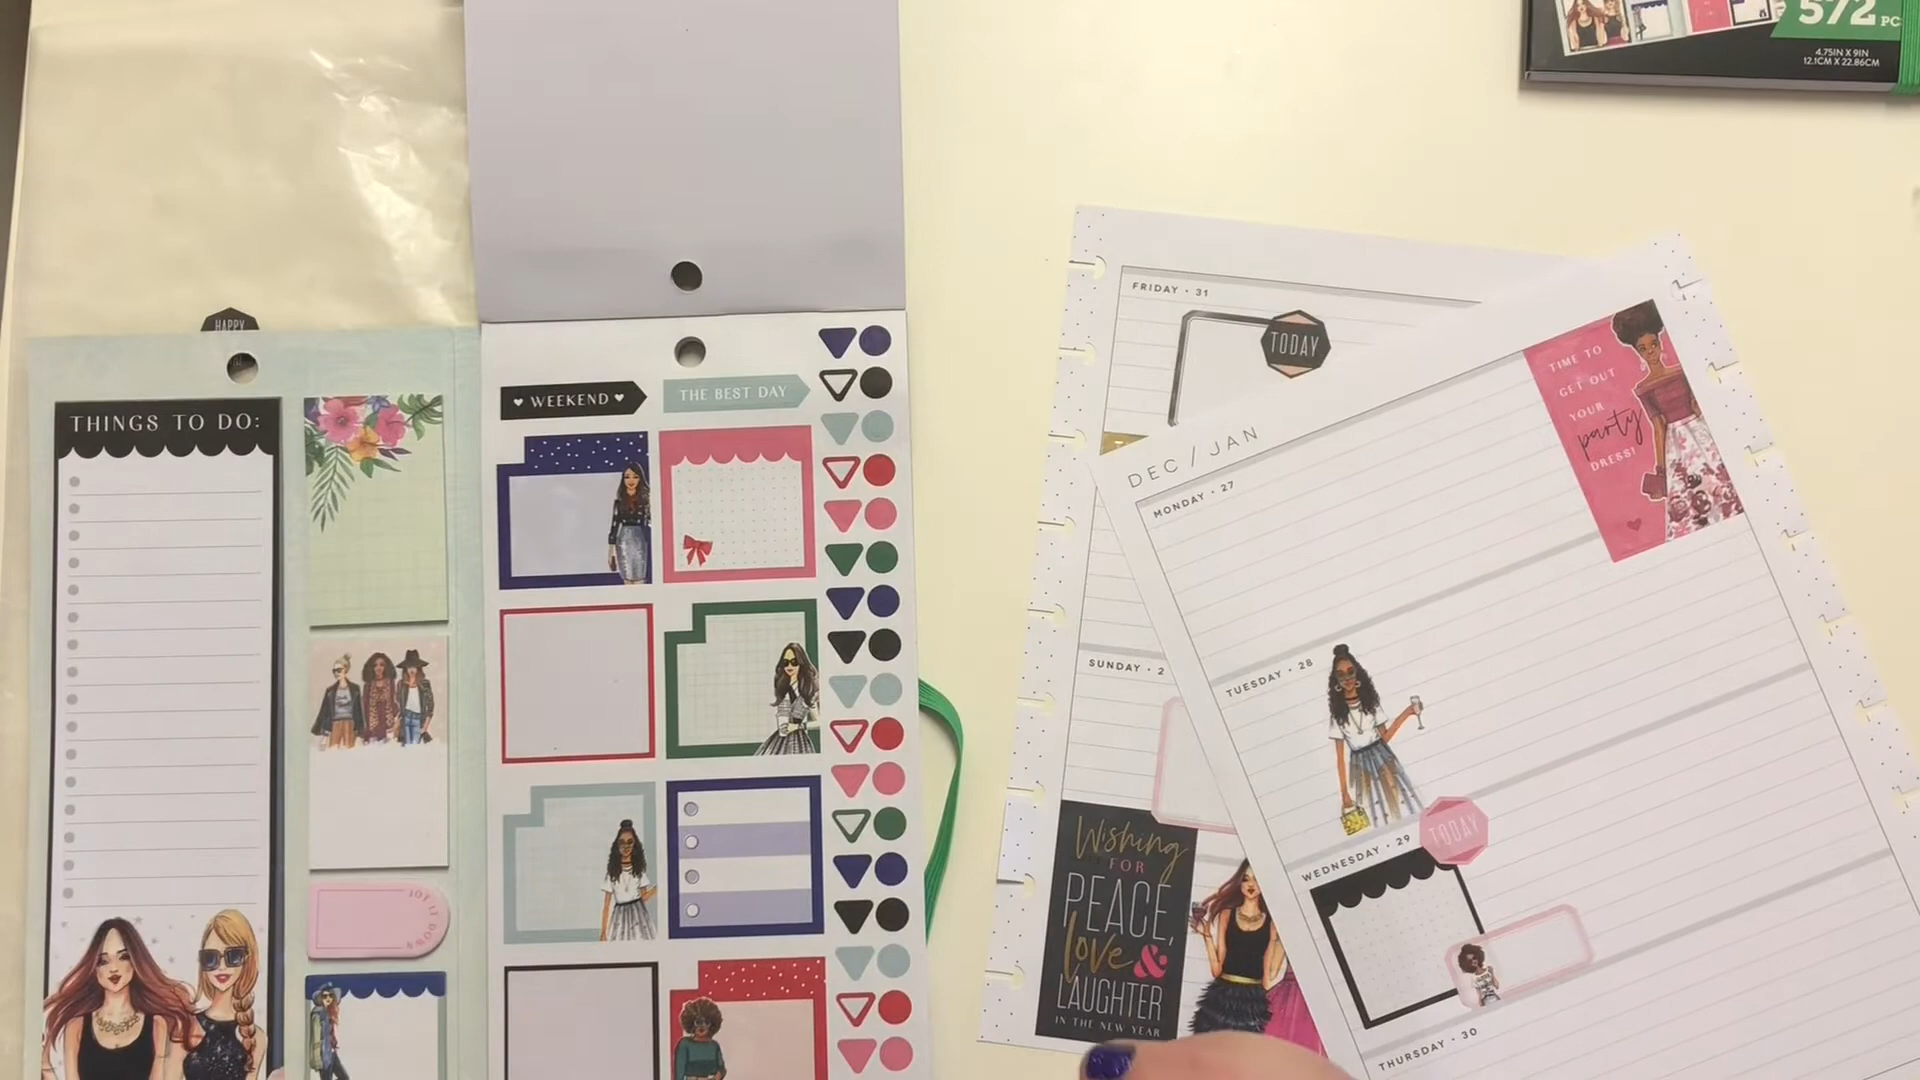 572 PC
4.75IN X 9IN
12.1CM X 22.86CM
HAPPY
THINGS TO DO:
JOT IT DOWN
WEEKEND
THE BEST DAY
FRIDAY • 31
TODAY
SUNDAY • 2
Wishing
FOR
PEACE,
love &
LAUGHTER
IN THE NEW YEAR
DEC / JAN
MONDAY • 27
TIME TO
GET OUT
YOUR
party
DRESS!
TUESDAY • 28
TODAY
WEDNESDAY • 29
THURSDAY • 30